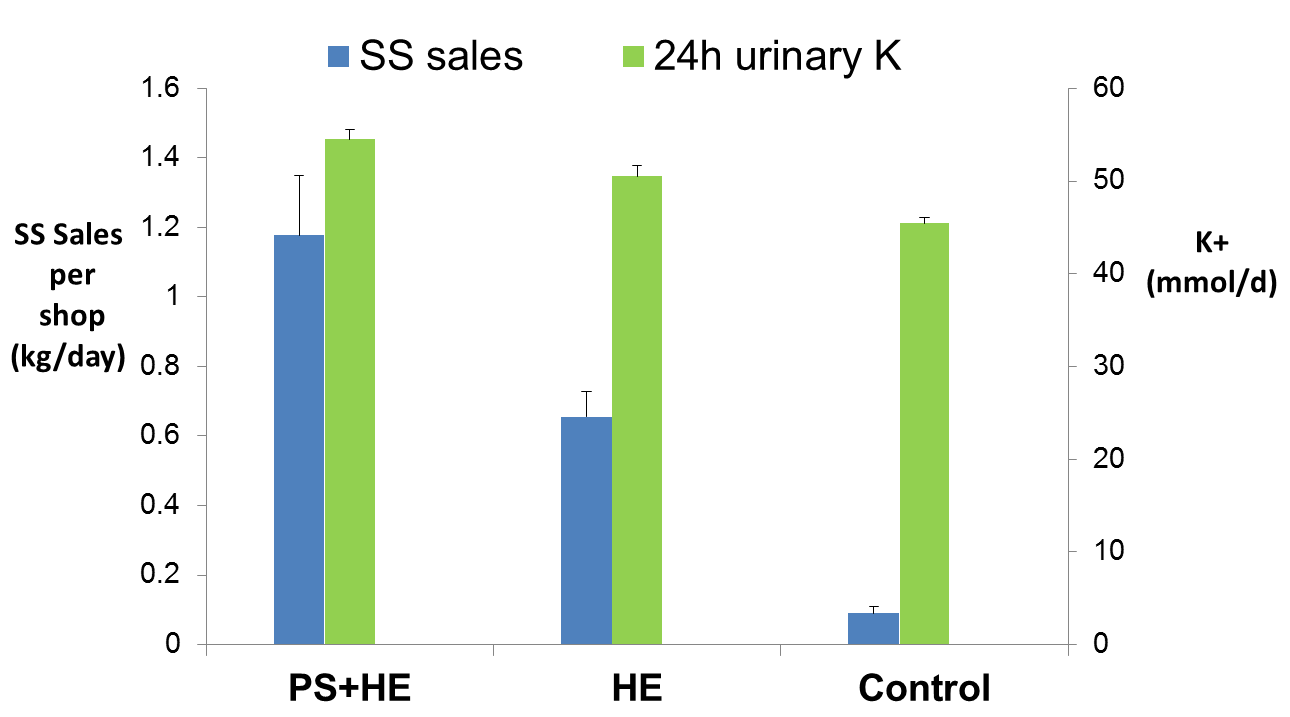 SS sales
24h urinary K
1.6
1.4
1.2
1
0.8
0.6
0.4
0.2
0
SS Sales
per
shop
(kg/day)
60
50
40
30
20
10
0
K+
(mmol/d)
PS+HE
HE
Control